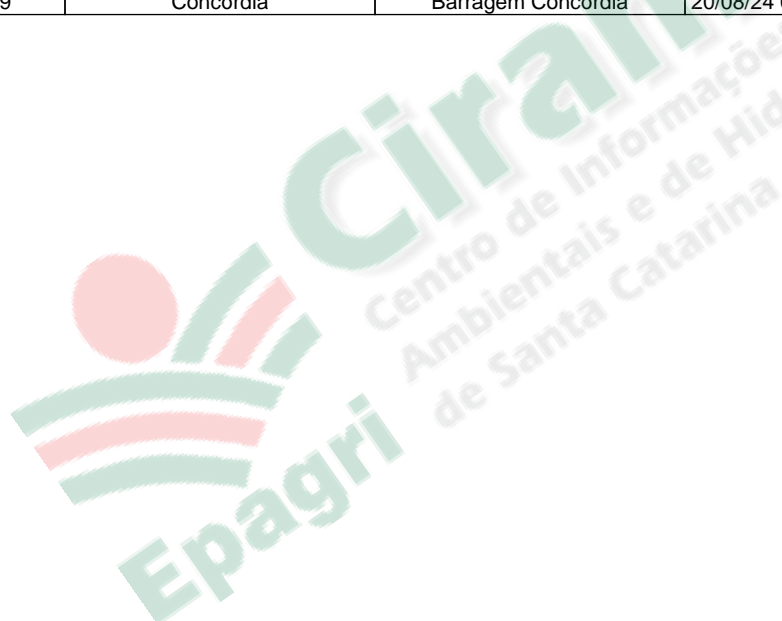 9 Concordia Barragem Concordia 20/08/24
Ciram
Centro de Informações
Ambientais e de Hid
de Santa Catarina
Epagri